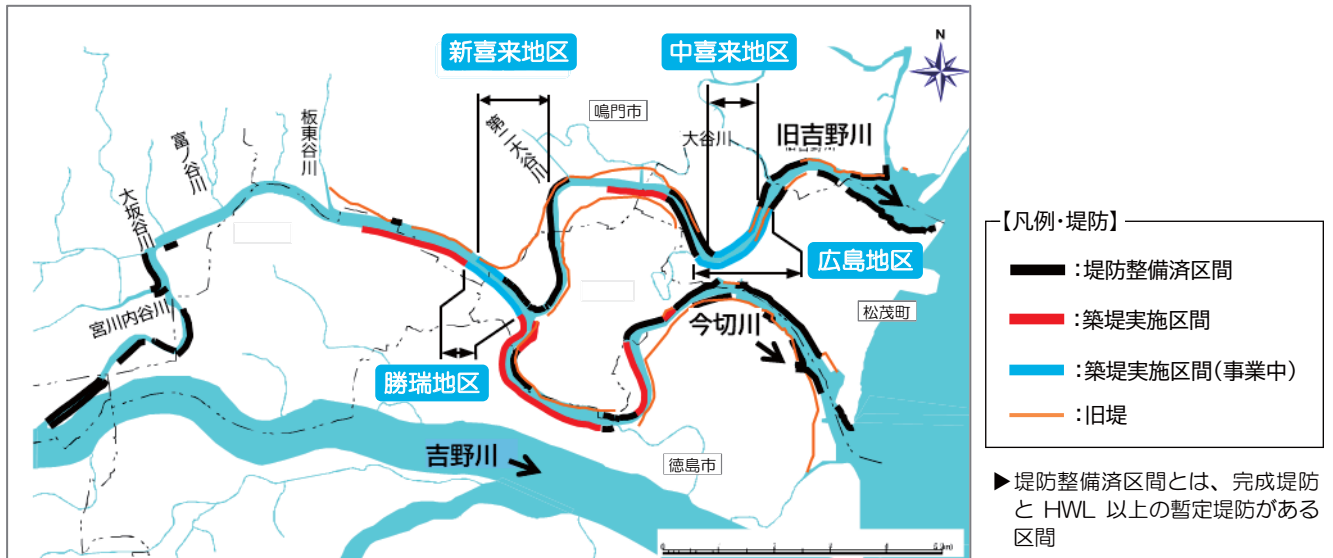 新喜来地区
中喜来地区
N
鳴門市
板東谷川
富ノ谷川
大坂谷川
第二大谷川
大谷川
旧吉野川
広島地区
宮川内谷川
今切川
松茂町
勝瑞地区
吉野川
徳島市
【凡例・堤防】
:堤防整備済区間
:築堤実施区間
:築堤実施区間(事業中)
:旧堤
▶堤防整備済区間とは、完成堤防
と HWL 以上の暫定堤防がある
区間